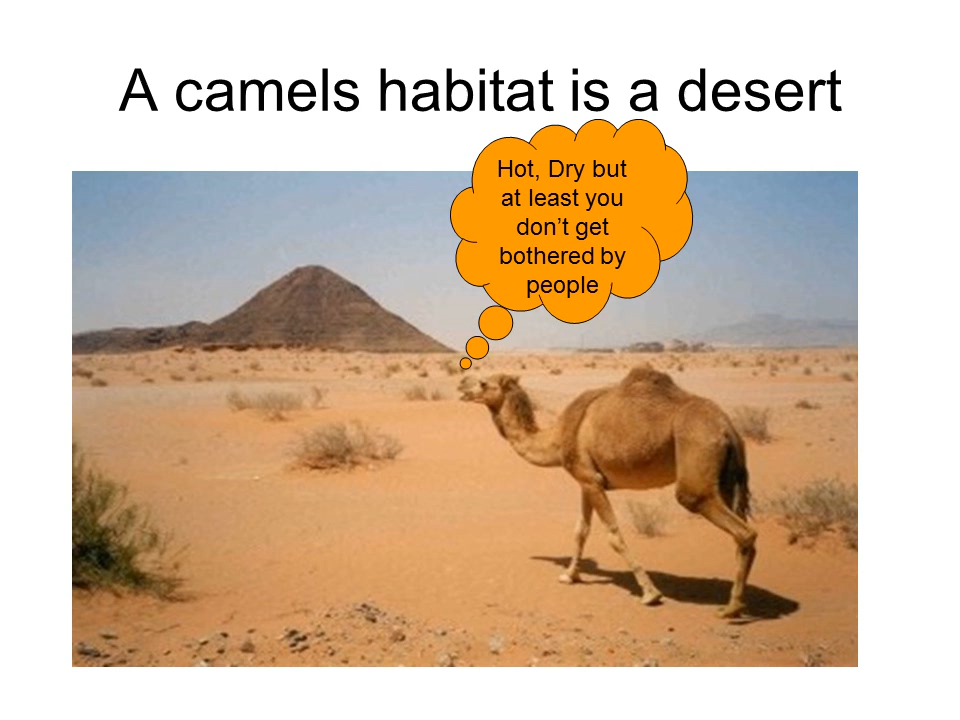 A camels habitat is a desert
Hot, Dry but
at least you
don’t get
bothered by
people